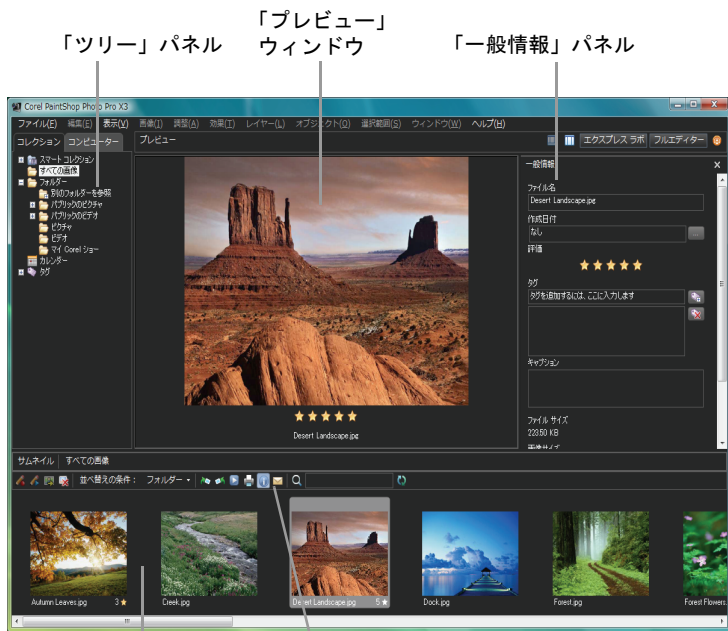 「ツリー」パネル
「プレビュー」
ウィンドウ
「一般情報」パネル
Corel PaintShop Photo Pro X3
ファイル(F) 編集(E) 表示(V) 画像(I) 調整(A) 効果(T) レイヤー(L) オブジェクト(O) 選択範囲(S) ウィンドウ(W) ヘルプ(H)
コレクション コンピューター プレビュー エクスプレス ラボ フルエディター
スマート コレクション
すべての画像
フォルダー
別のフォルダーを参照
パブリックのピクチャ
パブリックのビデオ
ピクチャ
ビデオ
マイ Corel ショー
カレンダー
タグ
Desert Landscape.jpg
一般情報
ファイル名
Desert Landscape.jpg
作成日付
なし
...
評価
タグ
タグを追加するには、ここに入力します
キャプション
ファイル サイズ
223.50 KB
画像サイズ
サムネイル すべての画像
並べ替えの条件: フォルダー
Autumn Leaves.jpg 3
Creek.jpg
Desert Landscape.jpg 5
Dock.jpg
Forest.jpg
Forest Flowers.